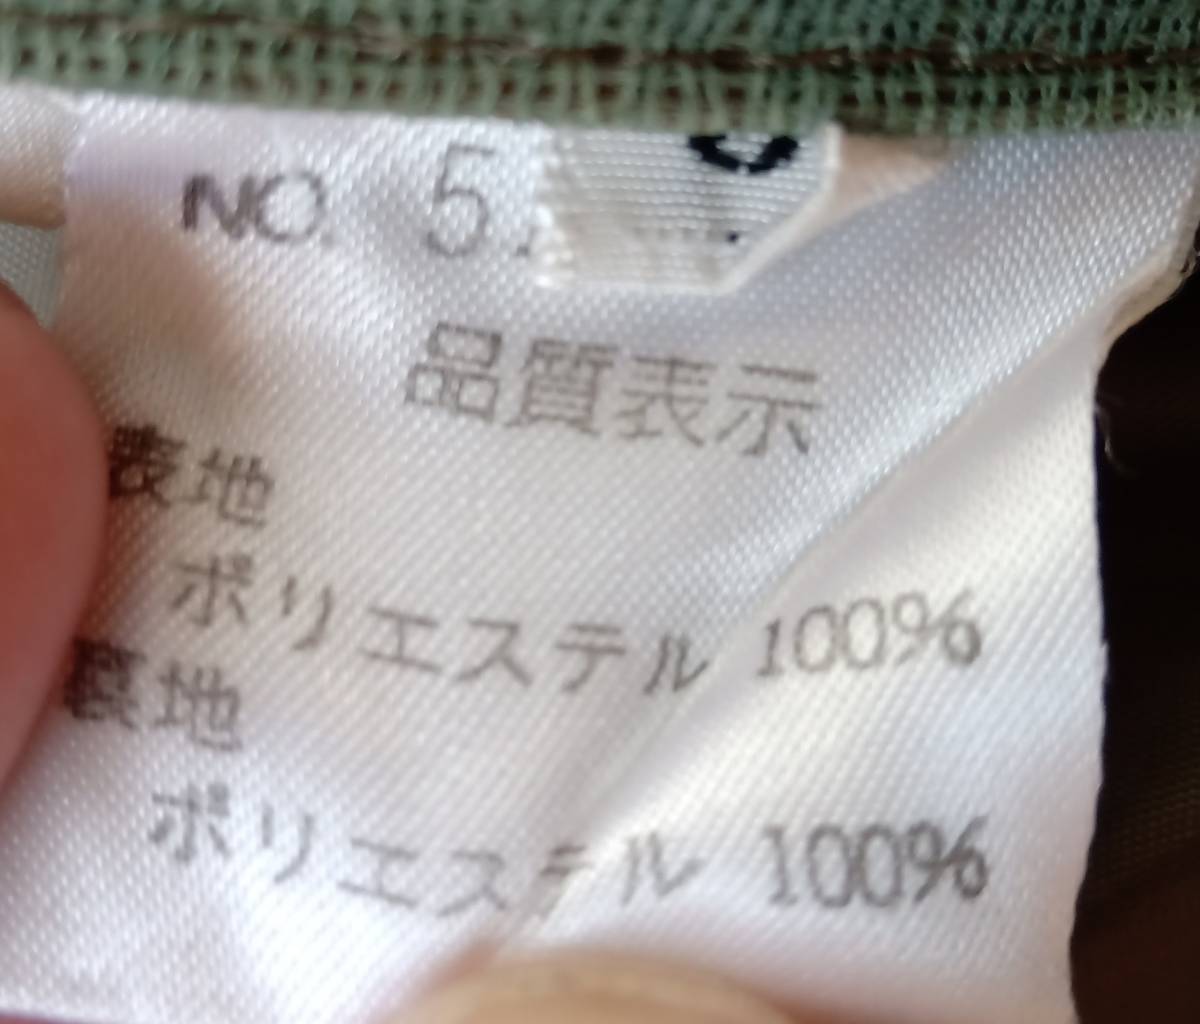 NO. 5
品質表示
表地
ポリエステル 100%
裏地
ポリエステル 100%